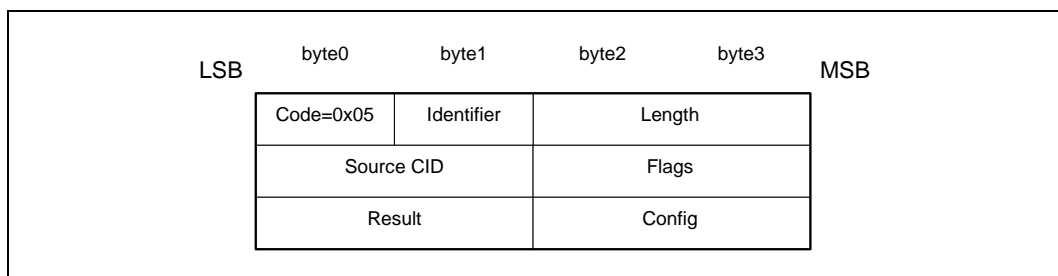 LSB byte0 byte1 byte2 byte3 MSB
Code=0x05 Identifier Length
Source CID Flags
Result Config